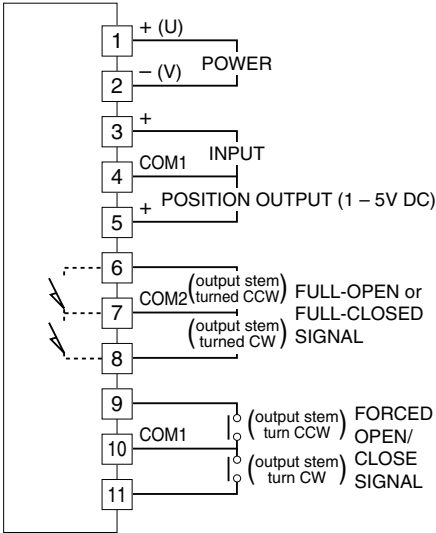 1 + (U)
POWER
2 – (V)
3 +
INPUT
4 COM1
POSITION OUTPUT (1 – 5V DC)
5 +
6
(output stem turned CCW)
7 COM2
FULL-OPEN or
FULL-CLOSED
SIGNAL
(output stem turned CW)
8
9
(output stem turn CCW)
10 COM1
FORCED
OPEN/
CLOSE
SIGNAL
(output stem turn CW)
11